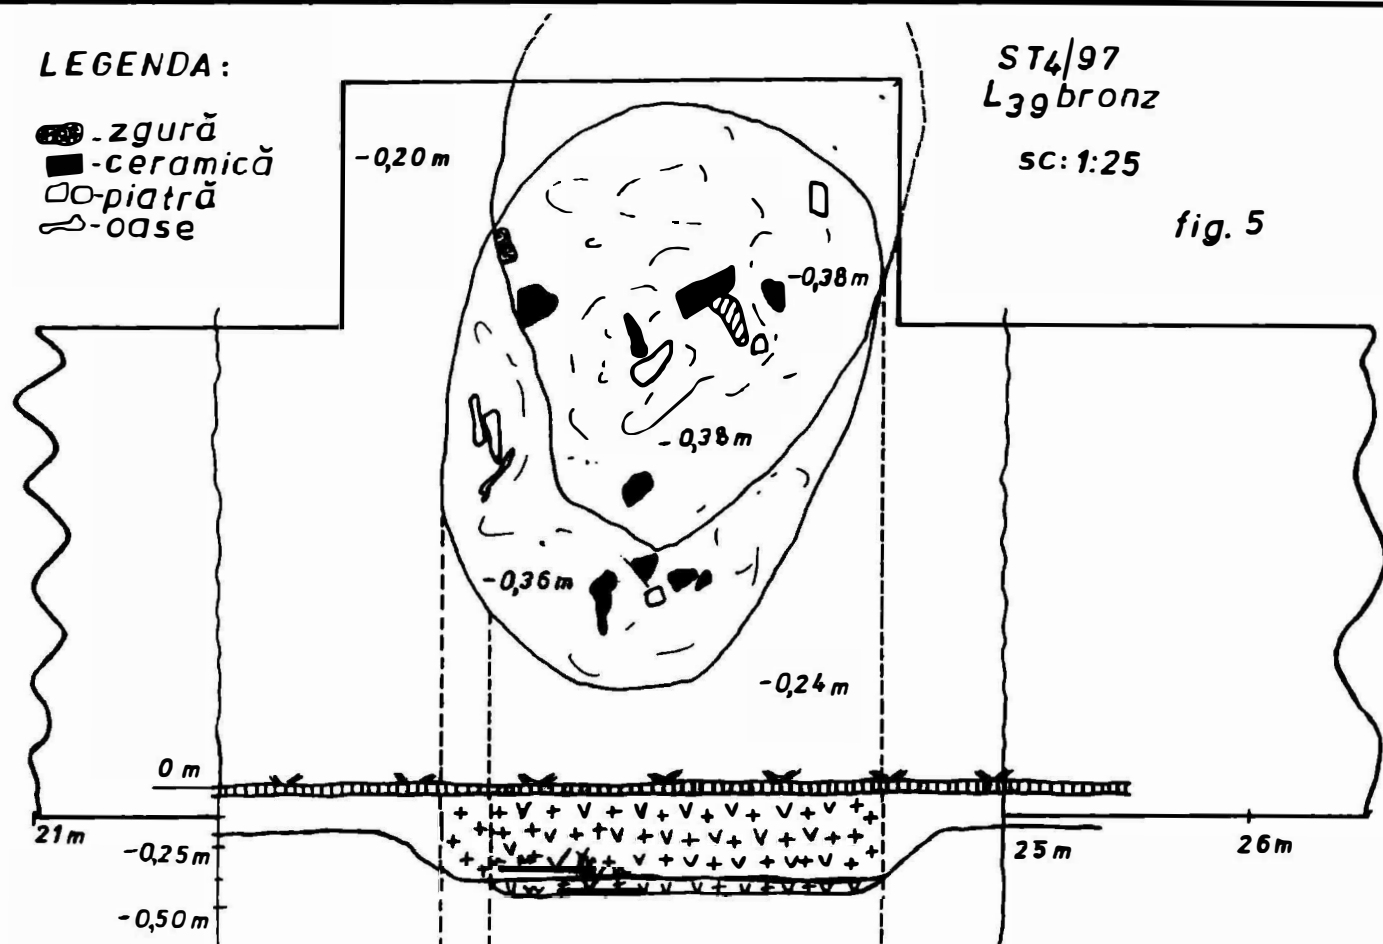 LEGENDA:
- zgură
- ceramică
- piatră
- oase
ST4/97
L39 bronz
sc: 1:25
fig. 5
-0,20 m
-0,38 m
-0,38 m
-0,36 m
-0,24 m
0 m
21 m
-0,25 m
25 m
26 m
-0,50 m